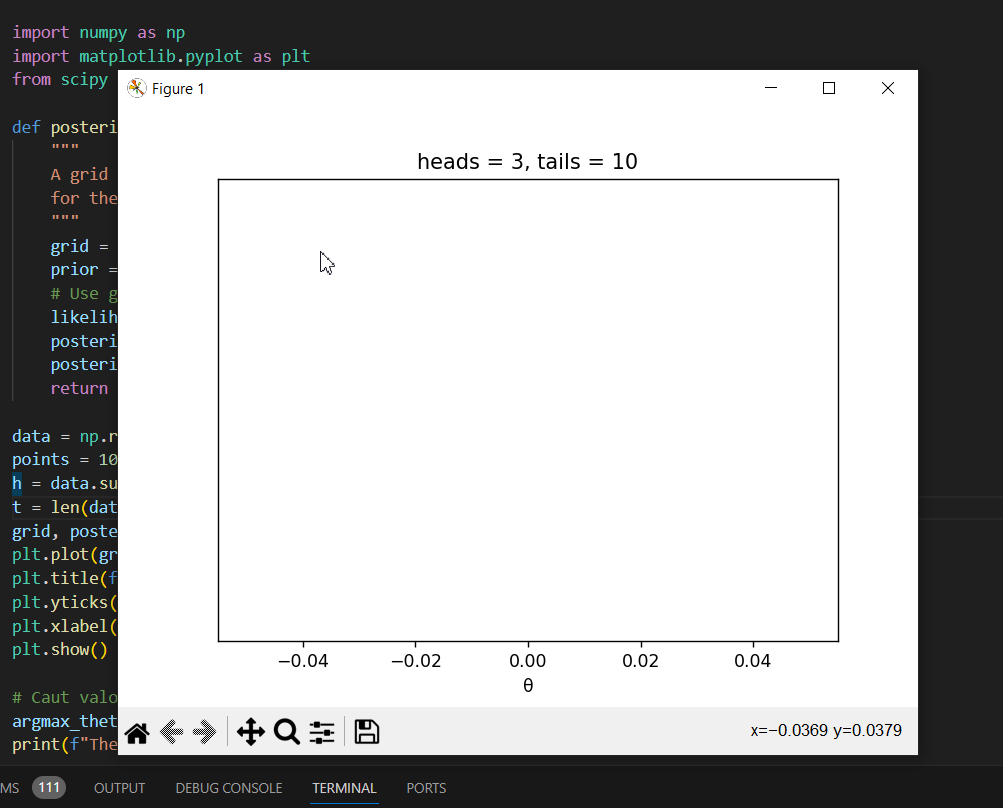 import numpy as np
import matplotlib.pyplot as plt
from scipy
Figure 1
def posteri
"""
A grid
for the
"""
grid =
prior =
# Use g
likelih
posteri
posteri
return
data = np.r
points = 10
h = data.su
t = len(dat
grid, poste
plt.plot(gr
plt.title(f
plt.yticks(
plt.xlabel(
plt.show()
# Caut valo
argmax_thet
print(f"The
heads = 3, tails = 10
−0.04 −0.02 0.00 0.02 0.04
θ
x=−0.0369 y=0.0379
MS 111 OUTPUT DEBUG CONSOLE TERMINAL PORTS